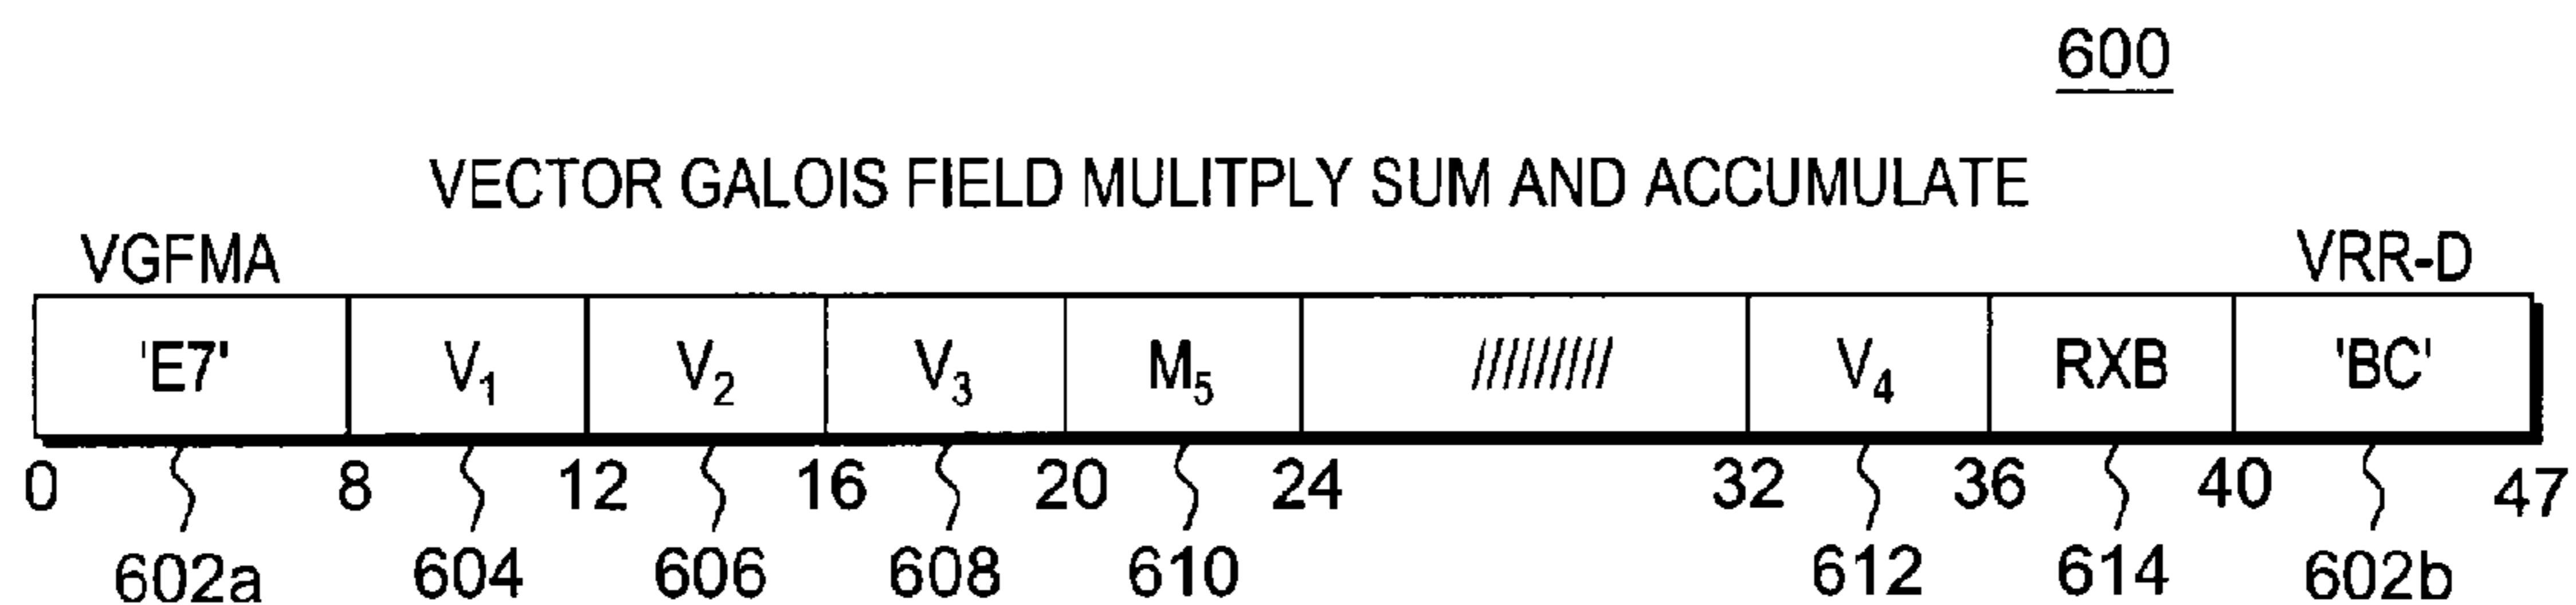 600
VECTOR GALOIS FIELD MULITPLY SUM AND ACCUMULATE
VGFMA VRR-D
'E7' V1 V2 V3 M5 ///////// V4 RXB 'BC'
0 8 12 16 20 24 32 36 40 47
602a 604 606 608 610 612 614 602b